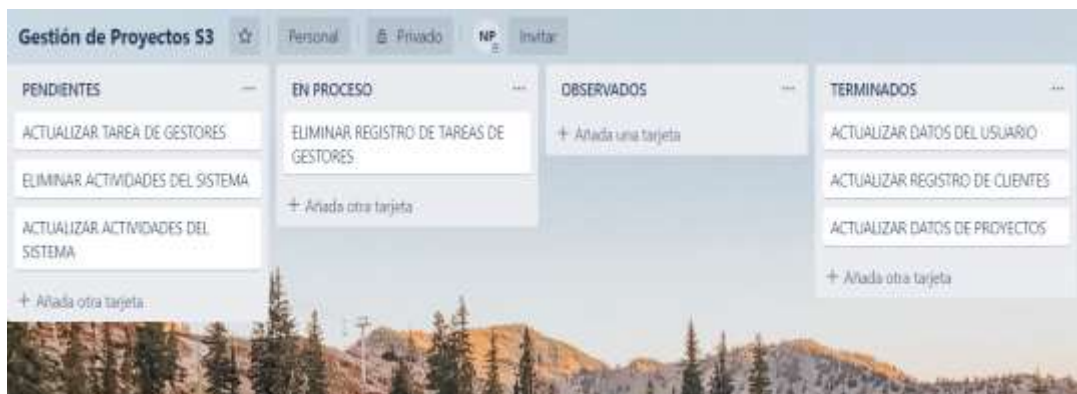 Gestión de Proyectos S3 Personal Privado NP Invitar
PENDIENTES ...
ACTUALIZAR TAREA DE GESTORES
ELIMINAR ACTIVIDADES DEL SISTEMA
ACTUALIZAR ACTIVIDADES DEL
SISTEMA
+ Añada otra tarjeta
EN PROCESO ...
ELIMINAR REGISTRO DE TAREAS DE
GESTORES
+ Añada otra tarjeta
OBSERVADOS ...
+ Añada una tarjeta
TERMINADOS ...
ACTUALIZAR DATOS DEL USUARIO
ACTUALIZAR REGISTRO DE CLIENTES
ACTUALIZAR DATOS DE PROYECTOS
+ Añada otra tarjeta